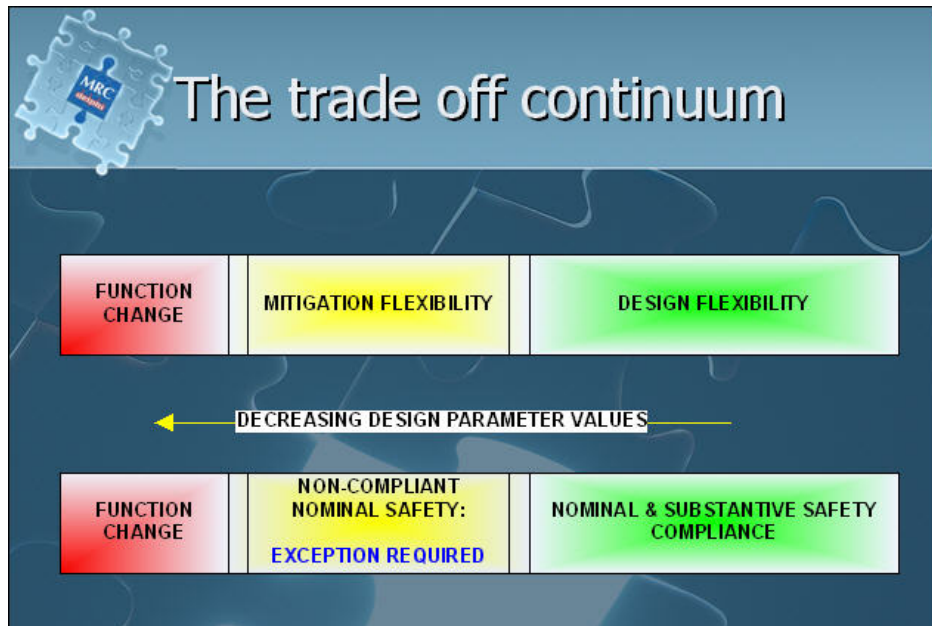 MRC
delphi
The trade off continuum
FUNCTION
CHANGE
MITIGATION FLEXIBILITY
DESIGN FLEXIBILITY
DECREASING DESIGN PARAMETER VALUES
FUNCTION
CHANGE
NON-COMPLIANT
NOMINAL SAFETY:
EXCEPTION REQUIRED
NOMINAL & SUBSTANTIVE SAFETY
COMPLIANCE